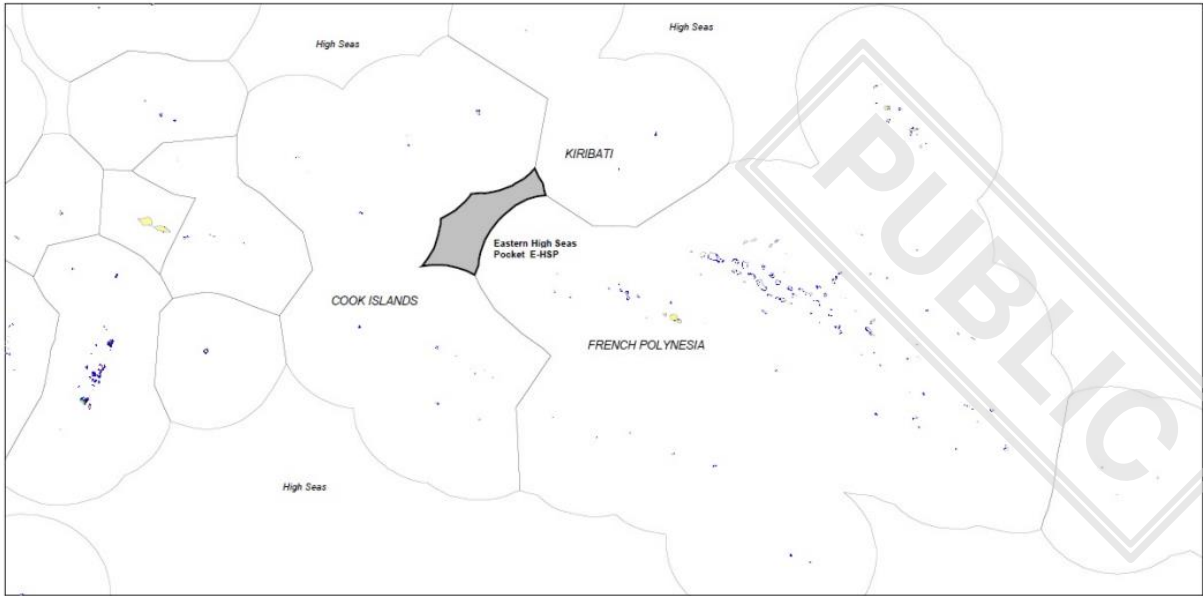 High Seas
High Seas
KIRIBATI
Eastern High Seas
Pocket E-HSP
COOK ISLANDS
FRENCH POLYNESIA
High Seas
PUBLIC